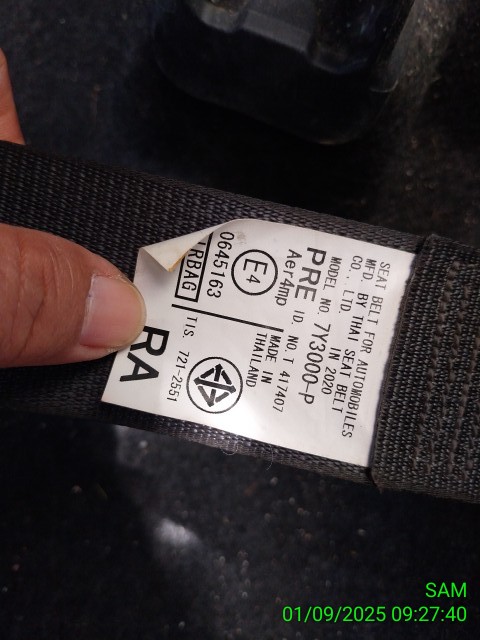 SEAT BELT FOR AUTOMOBILES
MFD. BY THAI SEAT BELT
CO., LTD. IN 2020
MODEL NO. 7Y3000-P
PRE ID. NO. T 417407
Aer4mp
MADE IN
THAILAND
E4
0645163
RBAG
TIS. 721-2551
RA
SAM
01/09/2025 09:27:40